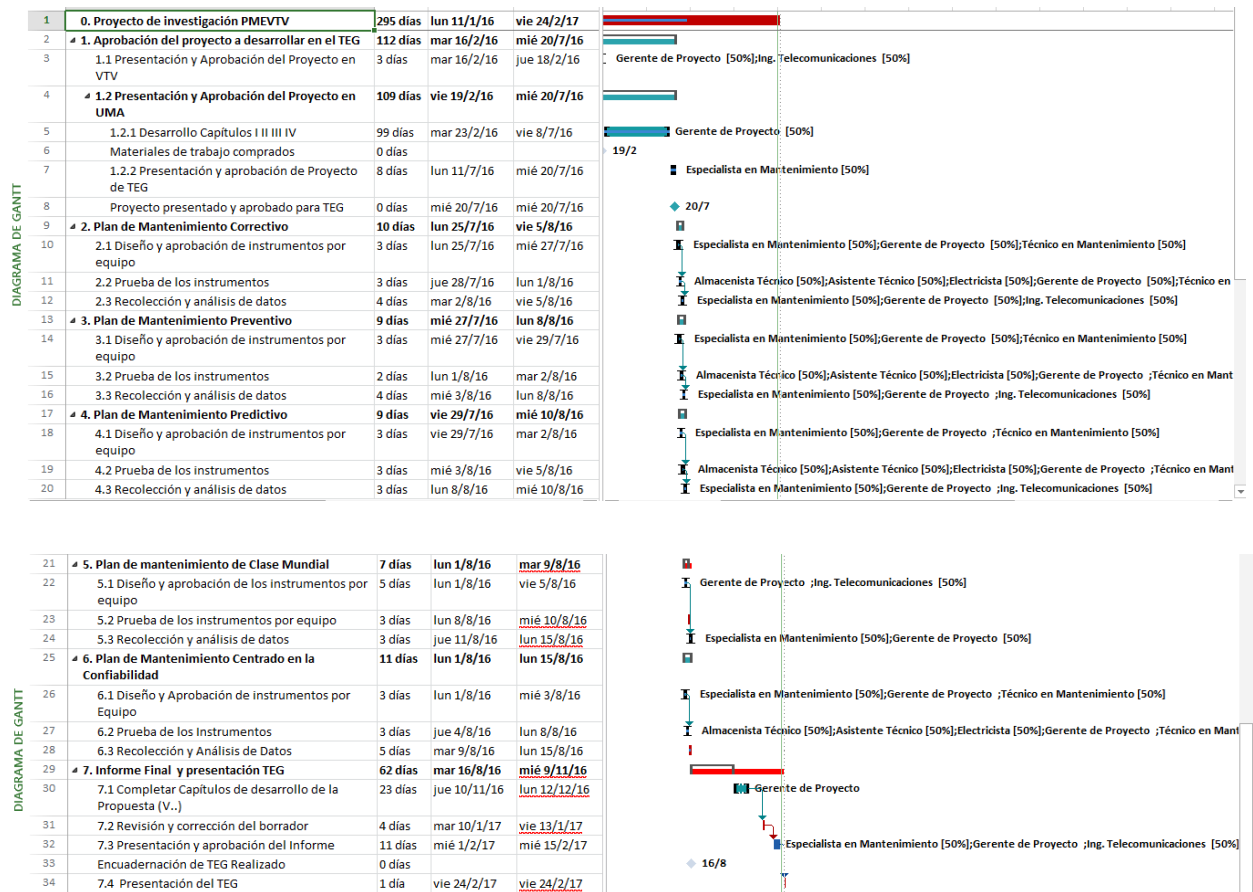 DIAGRAMA DE GANTT
1 0. Proyecto de investigación PMEVTV 295 días lun 11/1/16 vie 24/2/17
2 1. Aprobación del proyecto a desarrollar en el TEG 112 días mar 16/2/16 mié 20/7/16
3 1.1 Presentación y Aprobación del Proyecto en 3 días mar 16/2/16 jue 18/2/16 Gerente de Proyecto [50%];Ing. Telecomunicaciones [50%]
VTV
4 1.2 Presentación y Aprobación del Proyecto en 109 días vie 19/2/16 mié 20/7/16
UMA
5 1.2.1 Desarrollo Capítulos I II III IV 99 días mar 23/2/16 vie 8/7/16 Gerente de Proyecto [50%]
6 Materiales de trabajo comprados 0 días 19/2
7 1.2.2 Presentación y aprobación de Proyecto 8 días lun 11/7/16 mié 20/7/16 Especialista en Mantenimiento [50%]
de TEG
8 Proyecto presentado y aprobado para TEG 0 días mié 20/7/16 mié 20/7/16 20/7
9 2. Plan de Mantenimiento Correctivo 10 días lun 25/7/16 vie 5/8/16
10 2.1 Diseño y aprobación de instrumentos por 3 días lun 25/7/16 mié 27/7/16 Especialista en Mantenimiento [50%];Gerente de Proyecto [50%];Técnico en Mantenimiento [50%]
equipo
11 2.2 Prueba de los instrumentos 3 días jue 28/7/16 lun 1/8/16 Almacenista Técnico [50%];Asistente Técnico [50%];Electricista [50%];Gerente de Proyecto [50%];Técnico en
12 2.3 Recolección y análisis de datos 4 días mar 2/8/16 vie 5/8/16 Especialista en Mantenimiento [50%];Gerente de Proyecto [50%];Ing. Telecomunicaciones [50%]
13 3. Plan de Mantenimiento Preventivo 9 días mié 27/7/16 lun 8/8/16
14 3.1 Diseño y aprobación de instrumentos por 3 días mié 27/7/16 vie 29/7/16 Especialista en Mantenimiento [50%];Gerente de Proyecto [50%];Técnico en Mantenimiento [50%]
equipo
15 3.2 Prueba de los instrumentos 2 días lun 1/8/16 mar 2/8/16 Almacenista Técnico [50%];Asistente Técnico [50%];Electricista [50%];Gerente de Proyecto ;Técnico en Mant
16 3.3 Recolección y análisis de datos 4 días mié 3/8/16 lun 8/8/16 Especialista en Mantenimiento [50%];Gerente de Proyecto ;Ing. Telecomunicaciones [50%]
17 4. Plan de Mantenimiento Predictivo 9 días vie 29/7/16 mié 10/8/16
18 4.1 Diseño y aprobación de instrumentos por 3 días vie 29/7/16 mar 2/8/16 Especialista en Mantenimiento [50%];Gerente de Proyecto ;Técnico en Mantenimiento [50%]
equipo
19 4.2 Prueba de los instrumentos 3 días mié 3/8/16 vie 5/8/16 Almacenista Técnico [50%];Asistente Técnico [50%];Electricista [50%];Gerente de Proyecto ;Técnico en Mant
20 4.3 Recolección y análisis de datos 3 días lun 8/8/16 mié 10/8/16 Especialista en Mantenimiento [50%];Gerente de Proyecto ;Ing. Telecomunicaciones [50%]
DIAGRAMA DE GANTT
21 5. Plan de mantenimiento de Clase Mundial 7 días lun 1/8/16 mar 9/8/16
22 5.1 Diseño y aprobación de los instrumentos por 5 días lun 1/8/16 vie 5/8/16 Gerente de Proyecto ;Ing. Telecomunicaciones [50%]
equipo
23 5.2 Prueba de los instrumentos por equipo 3 días lun 8/8/16 mié 10/8/16
24 5.3 Recolección y análisis de datos 3 días jue 11/8/16 lun 15/8/16 Especialista en Mantenimiento [50%];Gerente de Proyecto [50%]
25 6. Plan de Mantenimiento Centrado en la 11 días lun 1/8/16 lun 15/8/16
Confiabilidad
26 6.1 Diseño y Aprobación de instrumentos por 3 días lun 1/8/16 mié 3/8/16 Especialista en Mantenimiento [50%];Gerente de Proyecto ;Técnico en Mantenimiento [50%]
Equipo
27 6.2 Prueba de los Instrumentos 3 días jue 4/8/16 lun 8/8/16 Almacenista Técnico [50%];Asistente Técnico [50%];Electricista [50%];Gerente de Proyecto ;Técnico en Mant
28 6.3 Recolección y Análisis de Datos 5 días mar 9/8/16 lun 15/8/16
29 7. Informe Final y presentación TEG 62 días mar 16/8/16 mié 9/11/16
30 7.1 Completar Capítulos de desarrollo de la 23 días jue 10/11/16 lun 12/12/16 Gerente de Proyecto
Propuesta (V..)
31 7.2 Revisión y corrección del borrador 4 días mar 10/1/17 vie 13/1/17
32 7.3 Presentación y aprobación del Informe 11 días mié 1/2/17 mié 15/2/17 Especialista en Mantenimiento [50%];Gerente de Proyecto ;Ing. Telecomunicaciones [50%]
33 Encuadernación de TEG Realizado 0 días 16/8
34 7.4 Presentación del TEG 1 día vie 24/2/17 vie 24/2/17